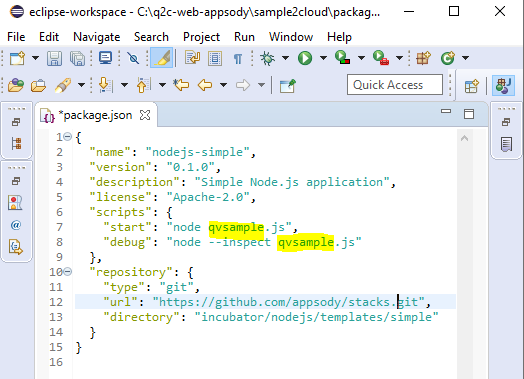 eclipse-workspace - C:\q2c-web-appsody\sample2cloud\packag...
File Edit Navigate Search Project Run Window Help
Quick Access
*package.json
1 {
2 "name": "nodejs-simple",
3 "version": "0.1.0",
4 "description": "Simple Node.js application",
5 "license": "Apache-2.0",
6 "scripts": {
7 "start": "node qvsample.js",
8 "debug": "node --inspect qvsample.js"
9 },
10 "repository": {
11 "type": "git",
12 "url": "https://github.com/appsody/stacks.git",
13 "directory": "incubator/nodejs/templates/simple"
14 }
15 }
16